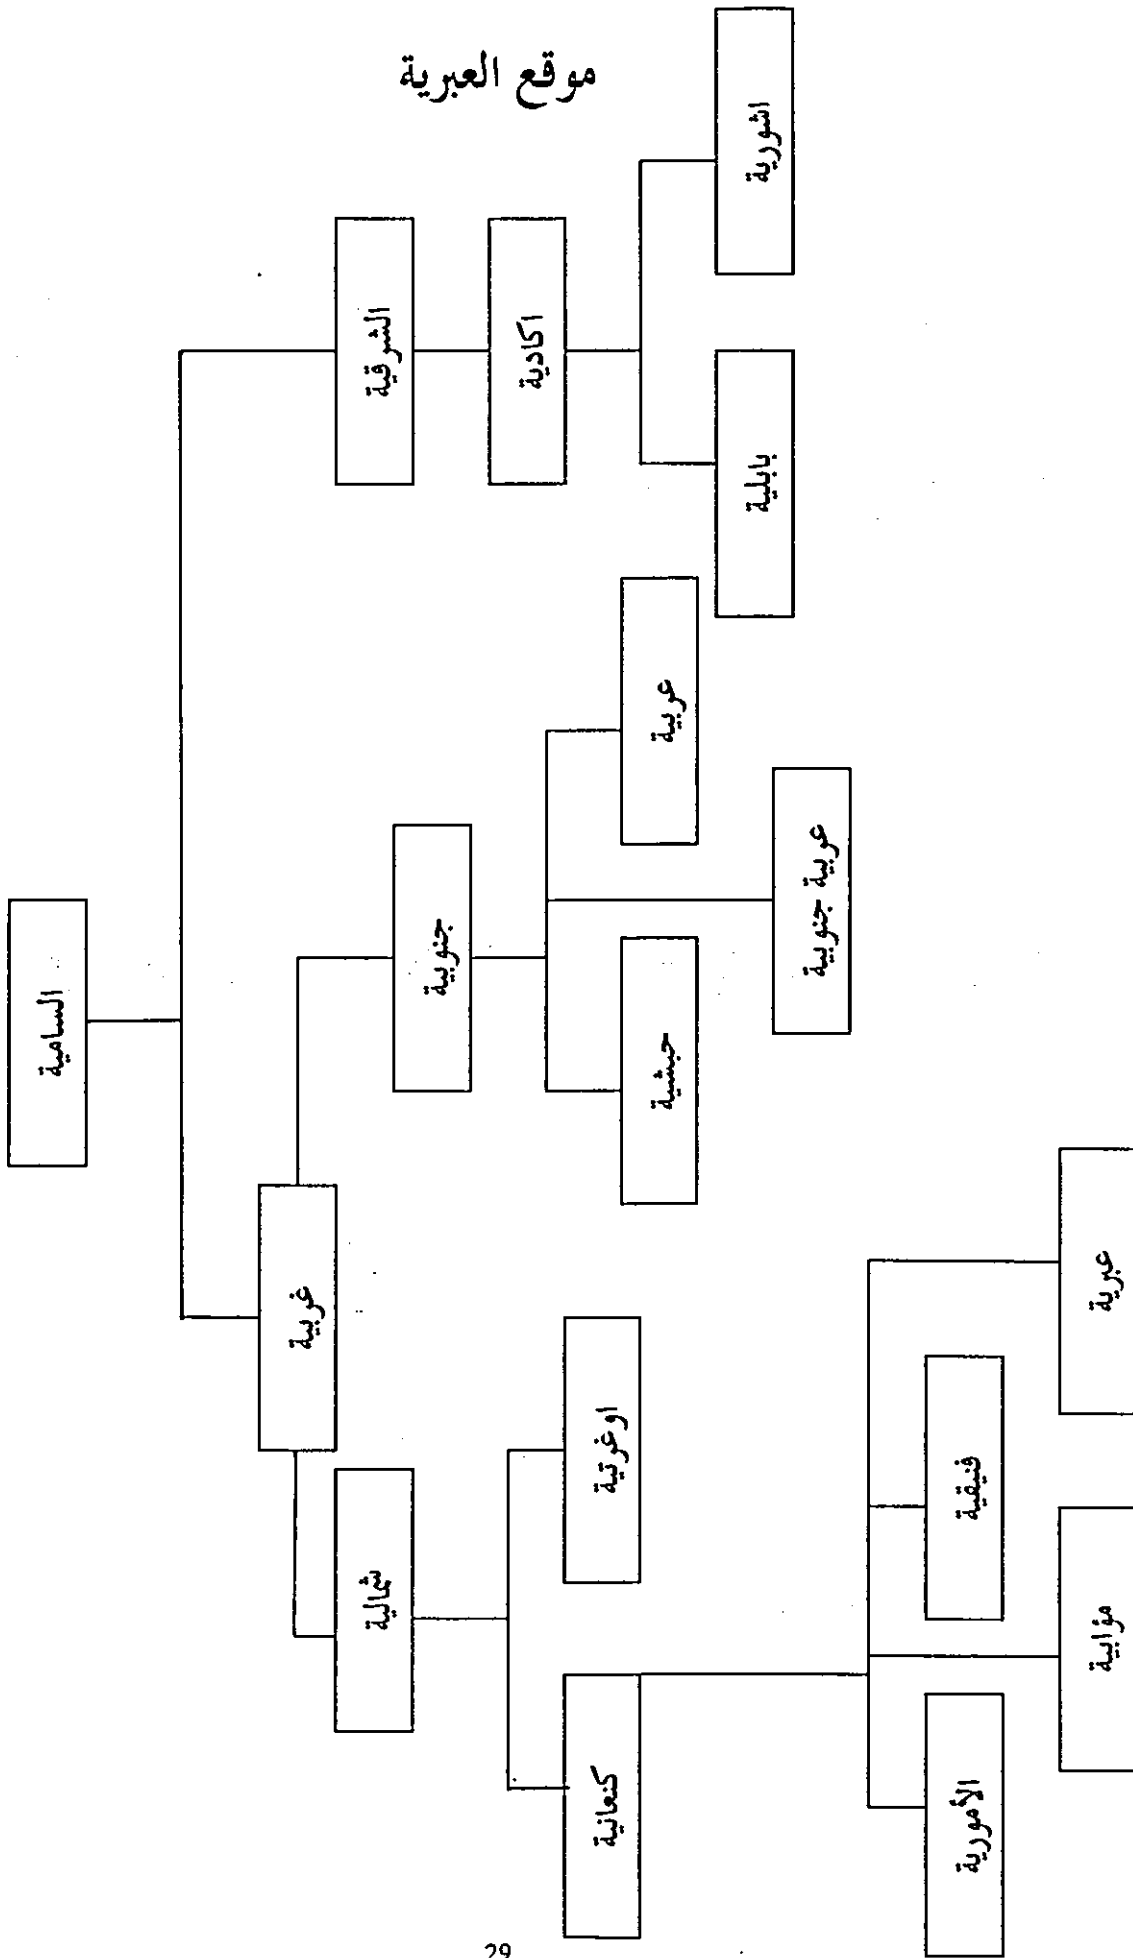 موقع العبرية
السامية
الشرقية
غربية
اكادية
جنوبية
شمالية
اشورية
بابلية
عربية
حبشية
عربية جنوبية
اوغرتية
كنعانية
عبرية
فنيقية
مؤابية
الأمورية
29